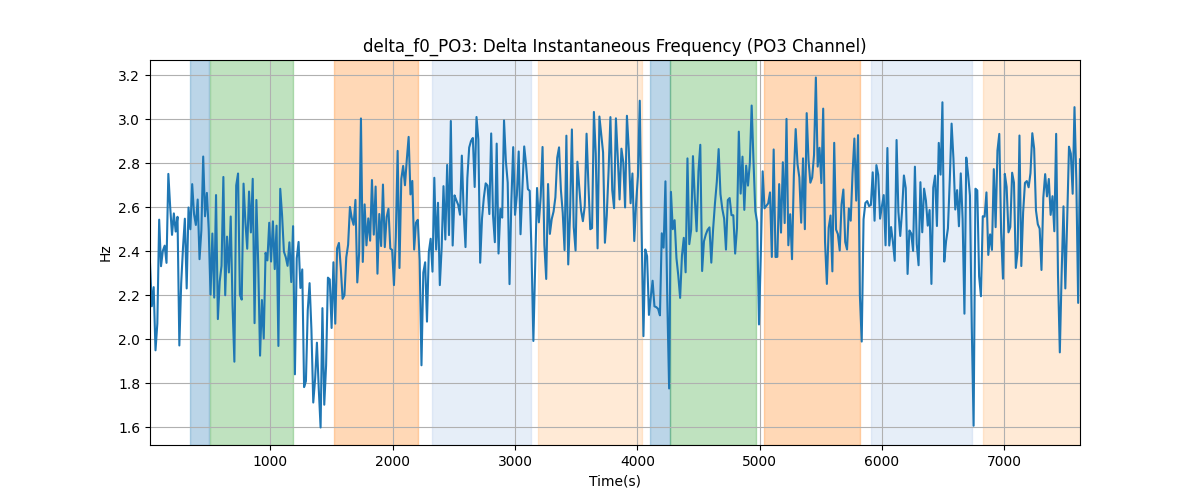 delta_f0_PO3: Delta Instantaneous Frequency (PO3 Channel)
3.2
3.0
2.8
2.6
2.4
2.2
2.0
1.8
1.6
Hz
1000 2000 3000 4000 5000 6000 7000
Time(s)